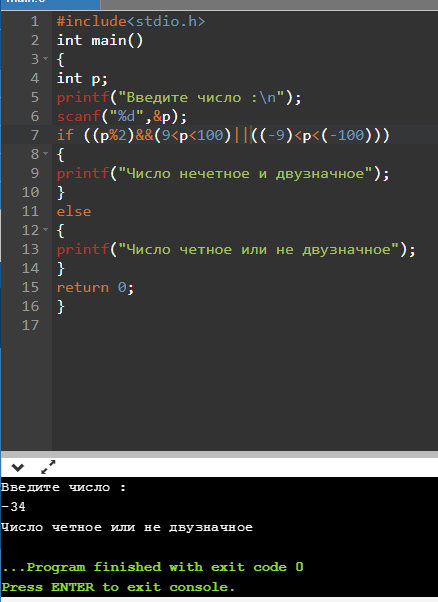 main.c
1 #include<stdio.h>
2 int main()
3 {
4 int p;
5 printf("Введите число :\n");
6 scanf("%d",&p);
7 if ((p%2)&&(9<p<100)||((-9)<p<(-100)))
8 {
9 printf("Число нечетное и двузначное");
10 }
11 else
12 {
13 printf("Число четное или не двузначное");
14 }
15 return 0;
16 }
17
Введите число :
-34
Число четное или не двузначное
...Program finished with exit code 0
Press ENTER to exit console.